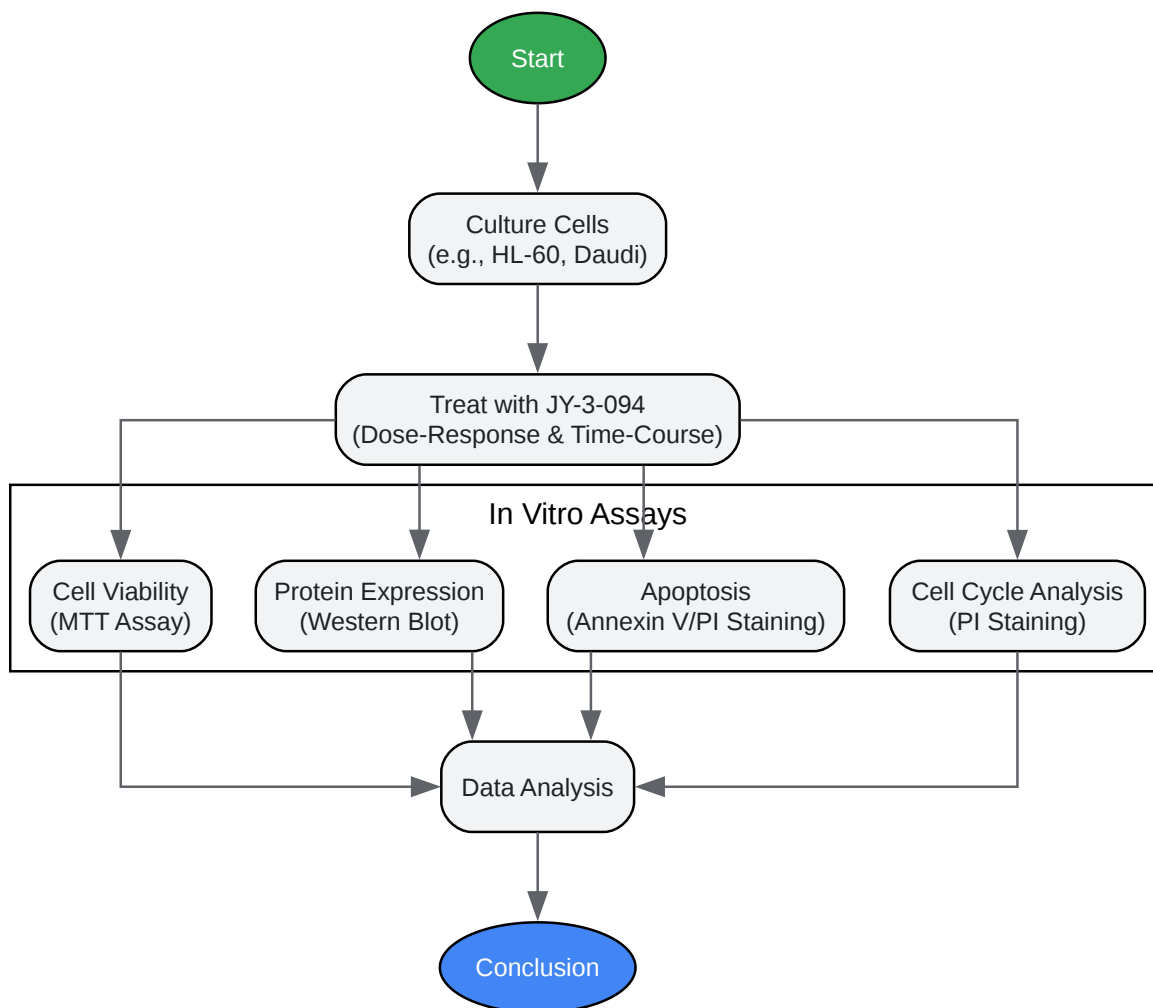 Start
Culture Cells
(e.g., HL-60, Daudi)
Treat with JY-3-094
(Dose-Response & Time-Course)
In Vitro Assays
Cell Viability
(MTT Assay)
Protein Expression
(Western Blot)
Apoptosis
(Annexin V/PI Staining)
Cell Cycle Analysis
(PI Staining)
Data Analysis
Conclusion